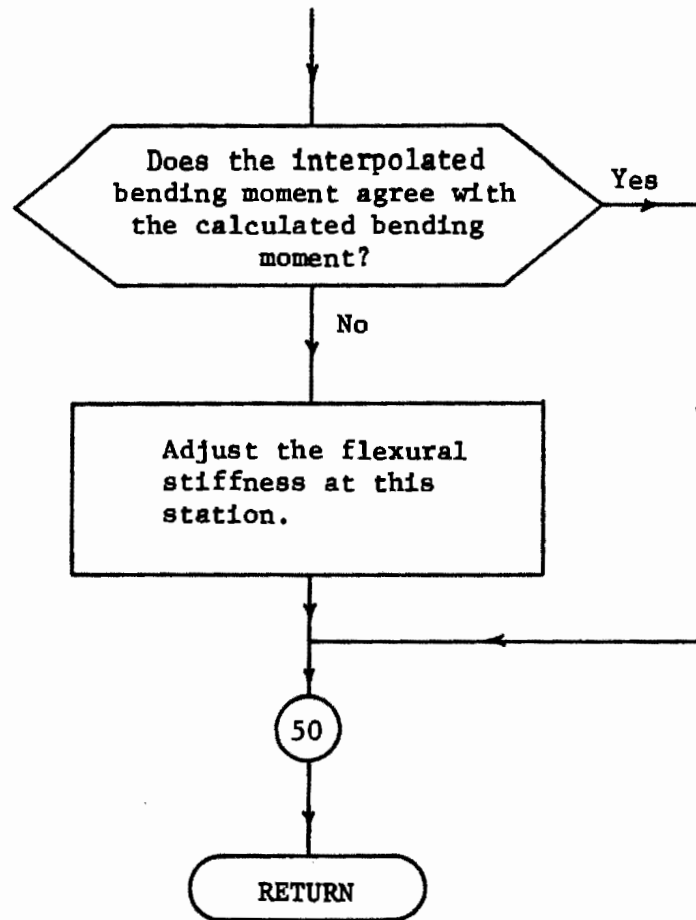 Does the interpolated
bending moment agree with
the calculated bending
moment?
Yes
No
Adjust the flexural
stiffness at this
station.
50
RETURN